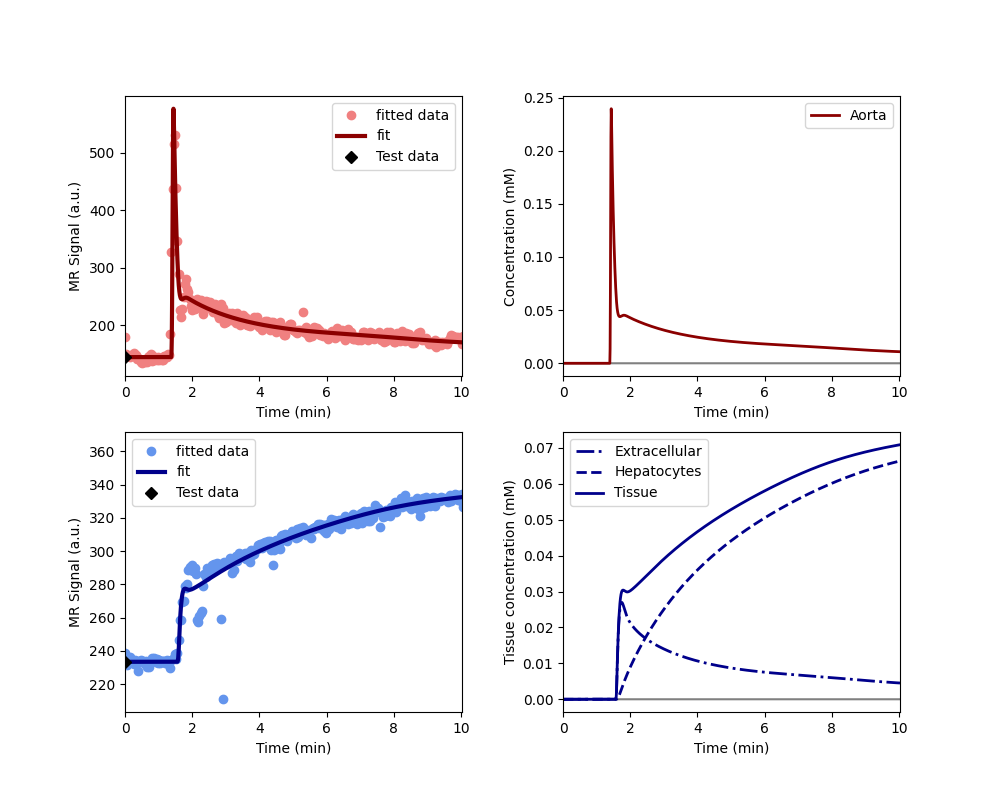 fitted data
fit
Test data
MR Signal (a.u.)
500
400
300
200
0 2 4 6 8 10
Time (min)
Aorta
Concentration (mM)
0.25
0.20
0.15
0.10
0.05
0.00
0 2 4 6 8 10
Time (min)
fitted data
fit
Test data
MR Signal (a.u.)
360
340
320
300
280
260
240
220
0 2 4 6 8 10
Time (min)
Extracellular
Hepatocytes
Tissue
Tissue concentration (mM)
0.07
0.06
0.05
0.04
0.03
0.02
0.01
0.00
0 2 4 6 8 10
Time (min)